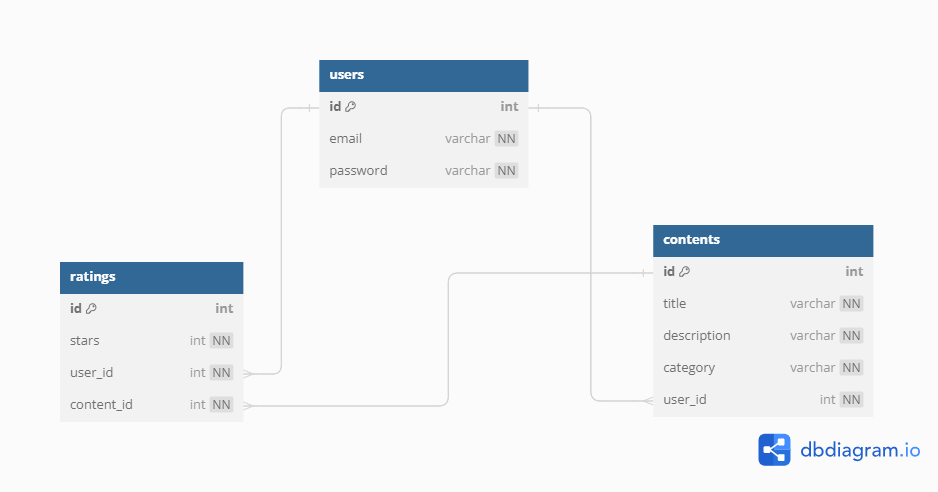 users
id int
email varchar NN
password varchar NN
ratings
id int
stars int NN
user_id int NN
content_id int NN
contents
id int
title varchar NN
description varchar NN
category varchar NN
user_id int NN
dbdiagram.io